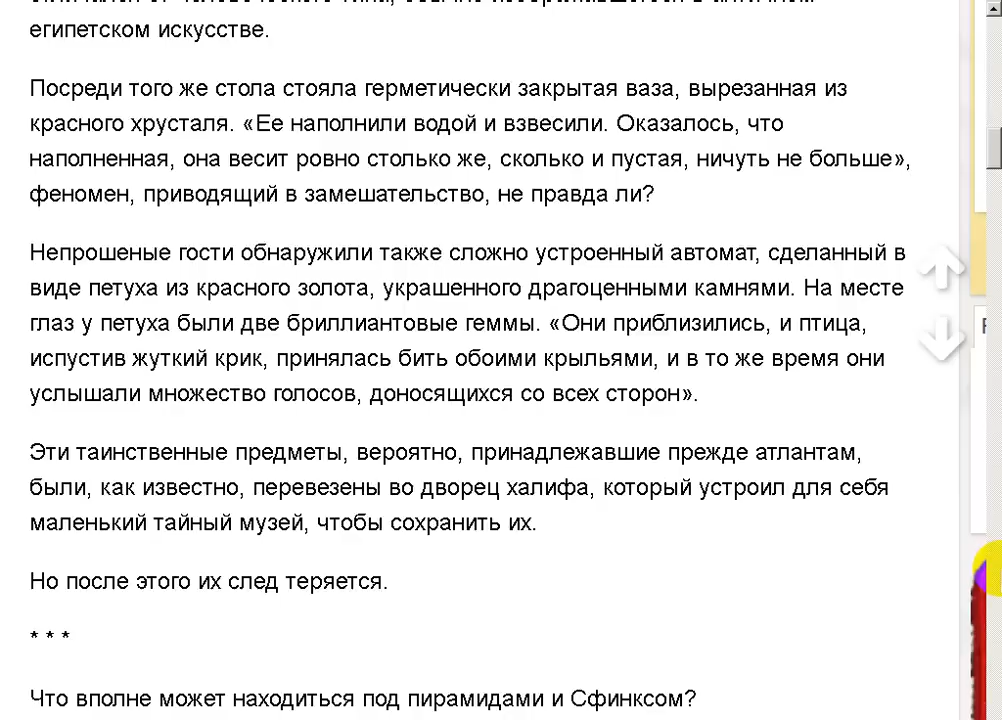 египетском искусстве.
Посреди того же стола стояла герметически закрытая ваза, вырезанная из
красного хрусталя. «Ее наполнили водой и взвесили. Оказалось, что
наполненная, она весит ровно столько же, сколько и пустая, ничуть не больше»,
феномен, приводящий в замешательство, не правда ли?
Непрошеные гости обнаружили также сложно устроенный автомат, сделанный в
виде петуха из красного золота, украшенного драгоценными камнями. На месте
глаз у петуха были две бриллиантовые геммы. «Они приблизились, и птица,
испустив жуткий крик, принялась бить обоими крыльями, и в то же время они
услышали множество голосов, доносящихся со всех сторон».
Эти таинственные предметы, вероятно, принадлежавшие прежде атлантам,
были, как известно, перевезены во дворец халифа, который устроил для себя
маленький тайный музей, чтобы сохранить их.
Но после этого их след теряется.
* * *
Что вполне может находиться под пирамидами и Сфинксом?